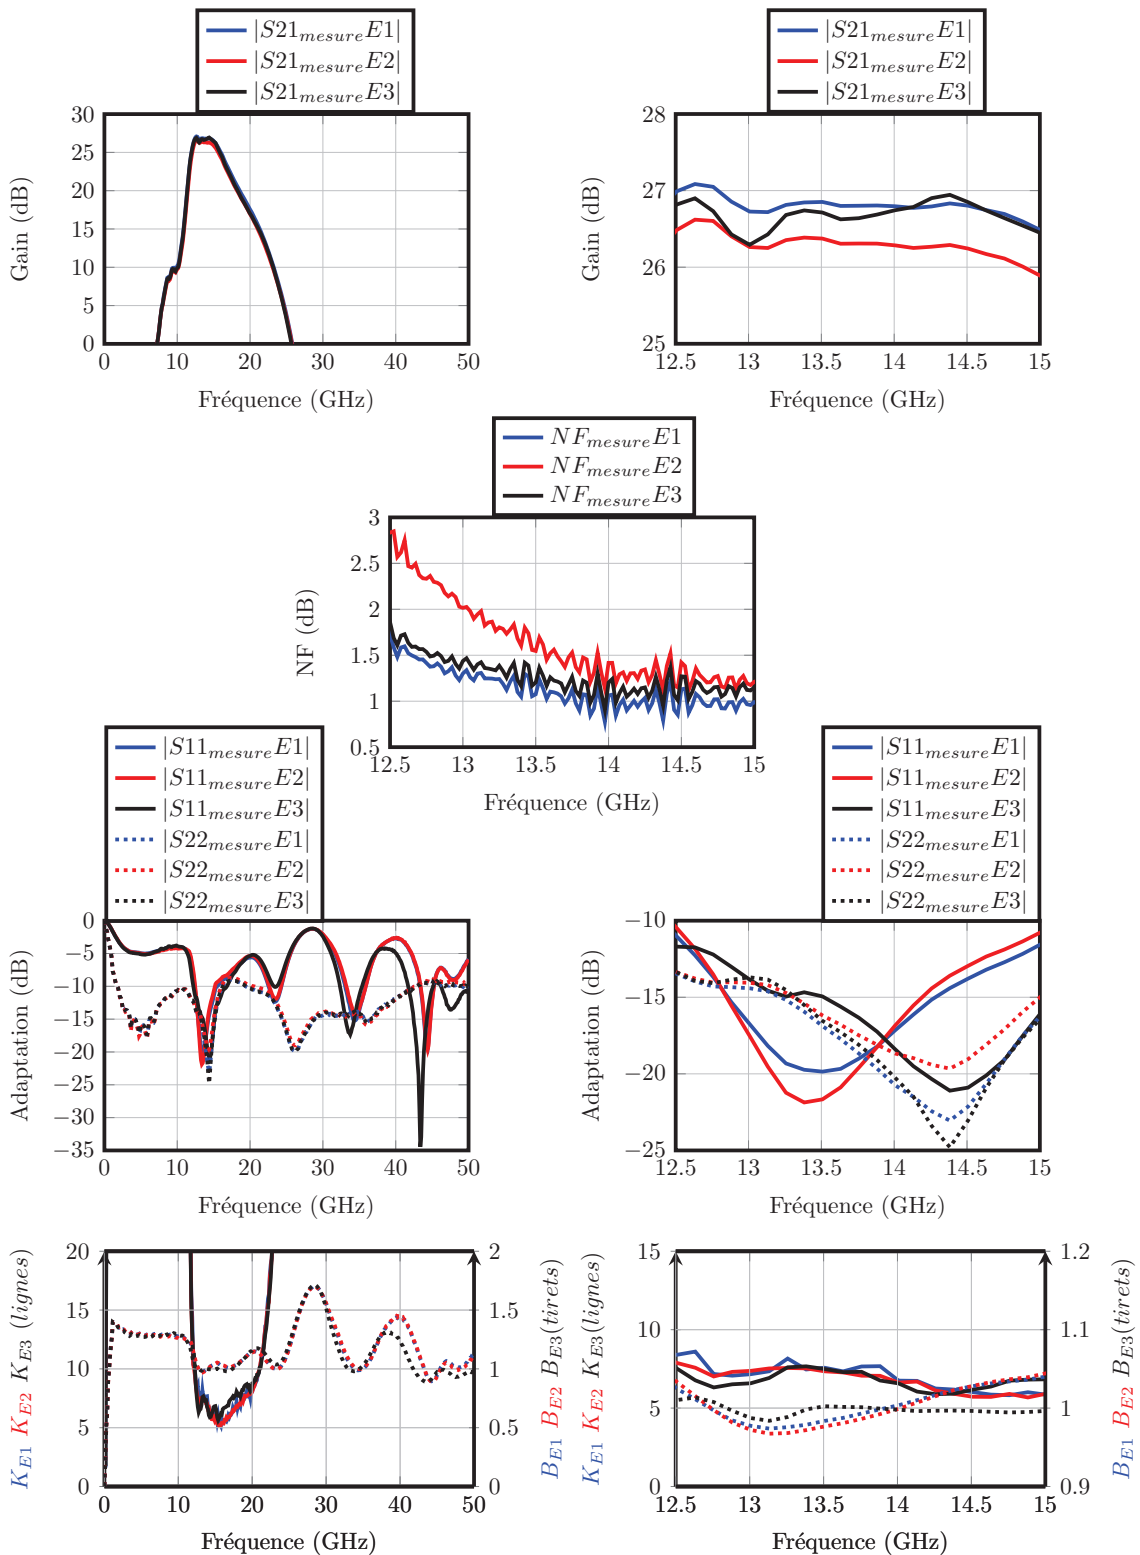 |S21mesureE1|
|S21mesureE2|
|S21mesureE3|
30
25
20
15
10
5
0
Gain (dB)
0 10 20 30 40 50
Fréquence (GHz)
|S21mesureE1|
|S21mesureE2|
|S21mesureE3|
28
27
26
25
Gain (dB)
12.5 13 13.5 14 14.5 15
Fréquence (GHz)
NFmesureE1
NFmesureE2
NFmesureE3
3
2.5
2
1.5
1
0.5
NF (dB)
12.5 13 13.5 14 14.5 15
Fréquence (GHz)
|S11mesureE1|
|S11mesureE2|
|S11mesureE3|
|S22mesureE1|
|S22mesureE2|
|S22mesureE3|
0
−5
−10
−15
−20
−25
−30
−35
Adaptation (dB)
0 10 20 30 40 50
Fréquence (GHz)
|S11mesureE1|
|S11mesureE2|
|S11mesureE3|
|S22mesureE1|
|S22mesureE2|
|S22mesureE3|
−10
−15
−20
−25
Adaptation (dB)
12.5 13 13.5 14 14.5 15
Fréquence (GHz)
20
15
10
5
0
KE1 KE2 KE3 (lignes)
2
1.5
1
0.5
0
BE1 BE2 BE3(tirets)
0 10 20 30 40 50
Fréquence (GHz)
15
10
5
0
KE1 KE2 KE3(lignes)
1.2
1.1
1
0.9
BE1 BE2 BE3(tirets)
12.5 13 13.5 14 14.5 15
Fréquence (GHz)